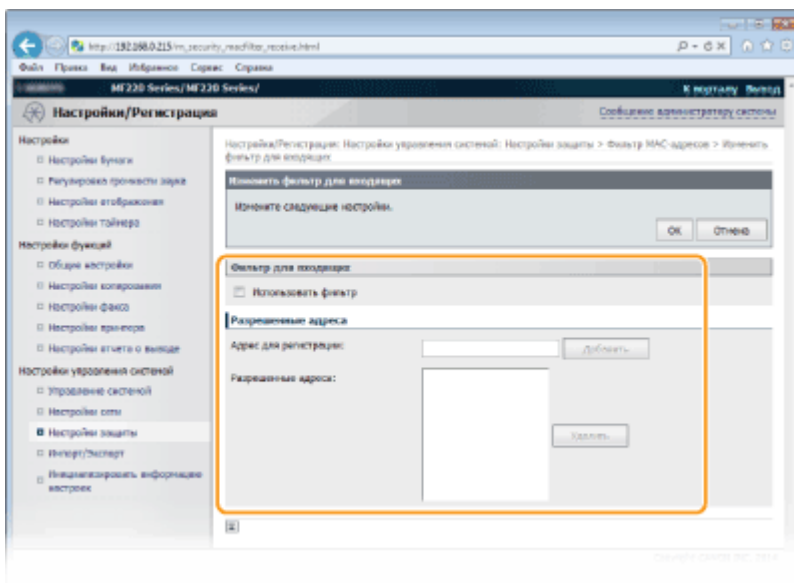 http://192.168.0.215/m_security_macfilter_receive.html
Файл Правка Вид Избранное Сервис Справка
MF220 Series/MF220 Series/
К порталу Выход
Настройки/Регистрация
Сообщение администратору системы
Настройки
Настройки бумаги
Регулировка громкости звука
Настройки отображения
Настройки таймера
Настройки функций
Общие настройки
Настройки копирования
Настройки факса
Настройки принтера
Настройки отчета о выводе
Настройки управления системой
Управление системой
Настройки сети
Настройки защиты
Импорт/Экспорт
Инициализировать информацию
настроек
Настройка/Регистрация: Настройки управления системой: Настройки защиты > Фильтр MAC-адресов > Изменить
фильтр для входящих
Изменить фильтр для входящих
Измените следующие настройки.
OK Отмена
Фильтр для входящих
Использовать фильтр
Разрешенные адреса
Адрес для регистрации:
Добавить
Разрешенные адреса:
Удалить
Copyright CANON INC. 2014